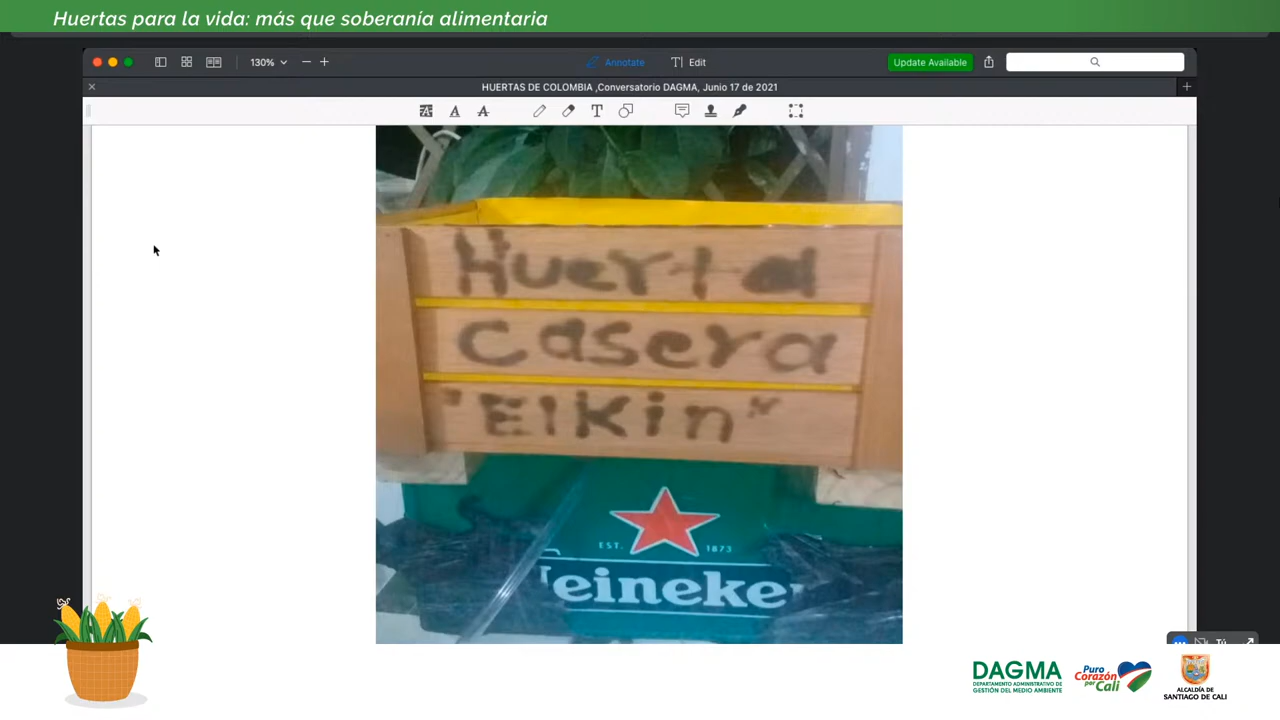 Huertas para la vida: más que soberanía alimentaria
130%
Annotate
Edit
Update Available
HUERTAS DE COLOMBIA ,Conversatorio DAGMA, Junio 17 de 2021
Huerta
casera
"Elkin"
EST. 1873
Heineken
Tú
DAGMA
DEPARTAMENTO ADMINISTRATIVO DE
GESTIÓN DEL MEDIO AMBIENTE
Puro
Corazón
por Cali
ALCALDÍA DE
SANTIAGO DE CALI